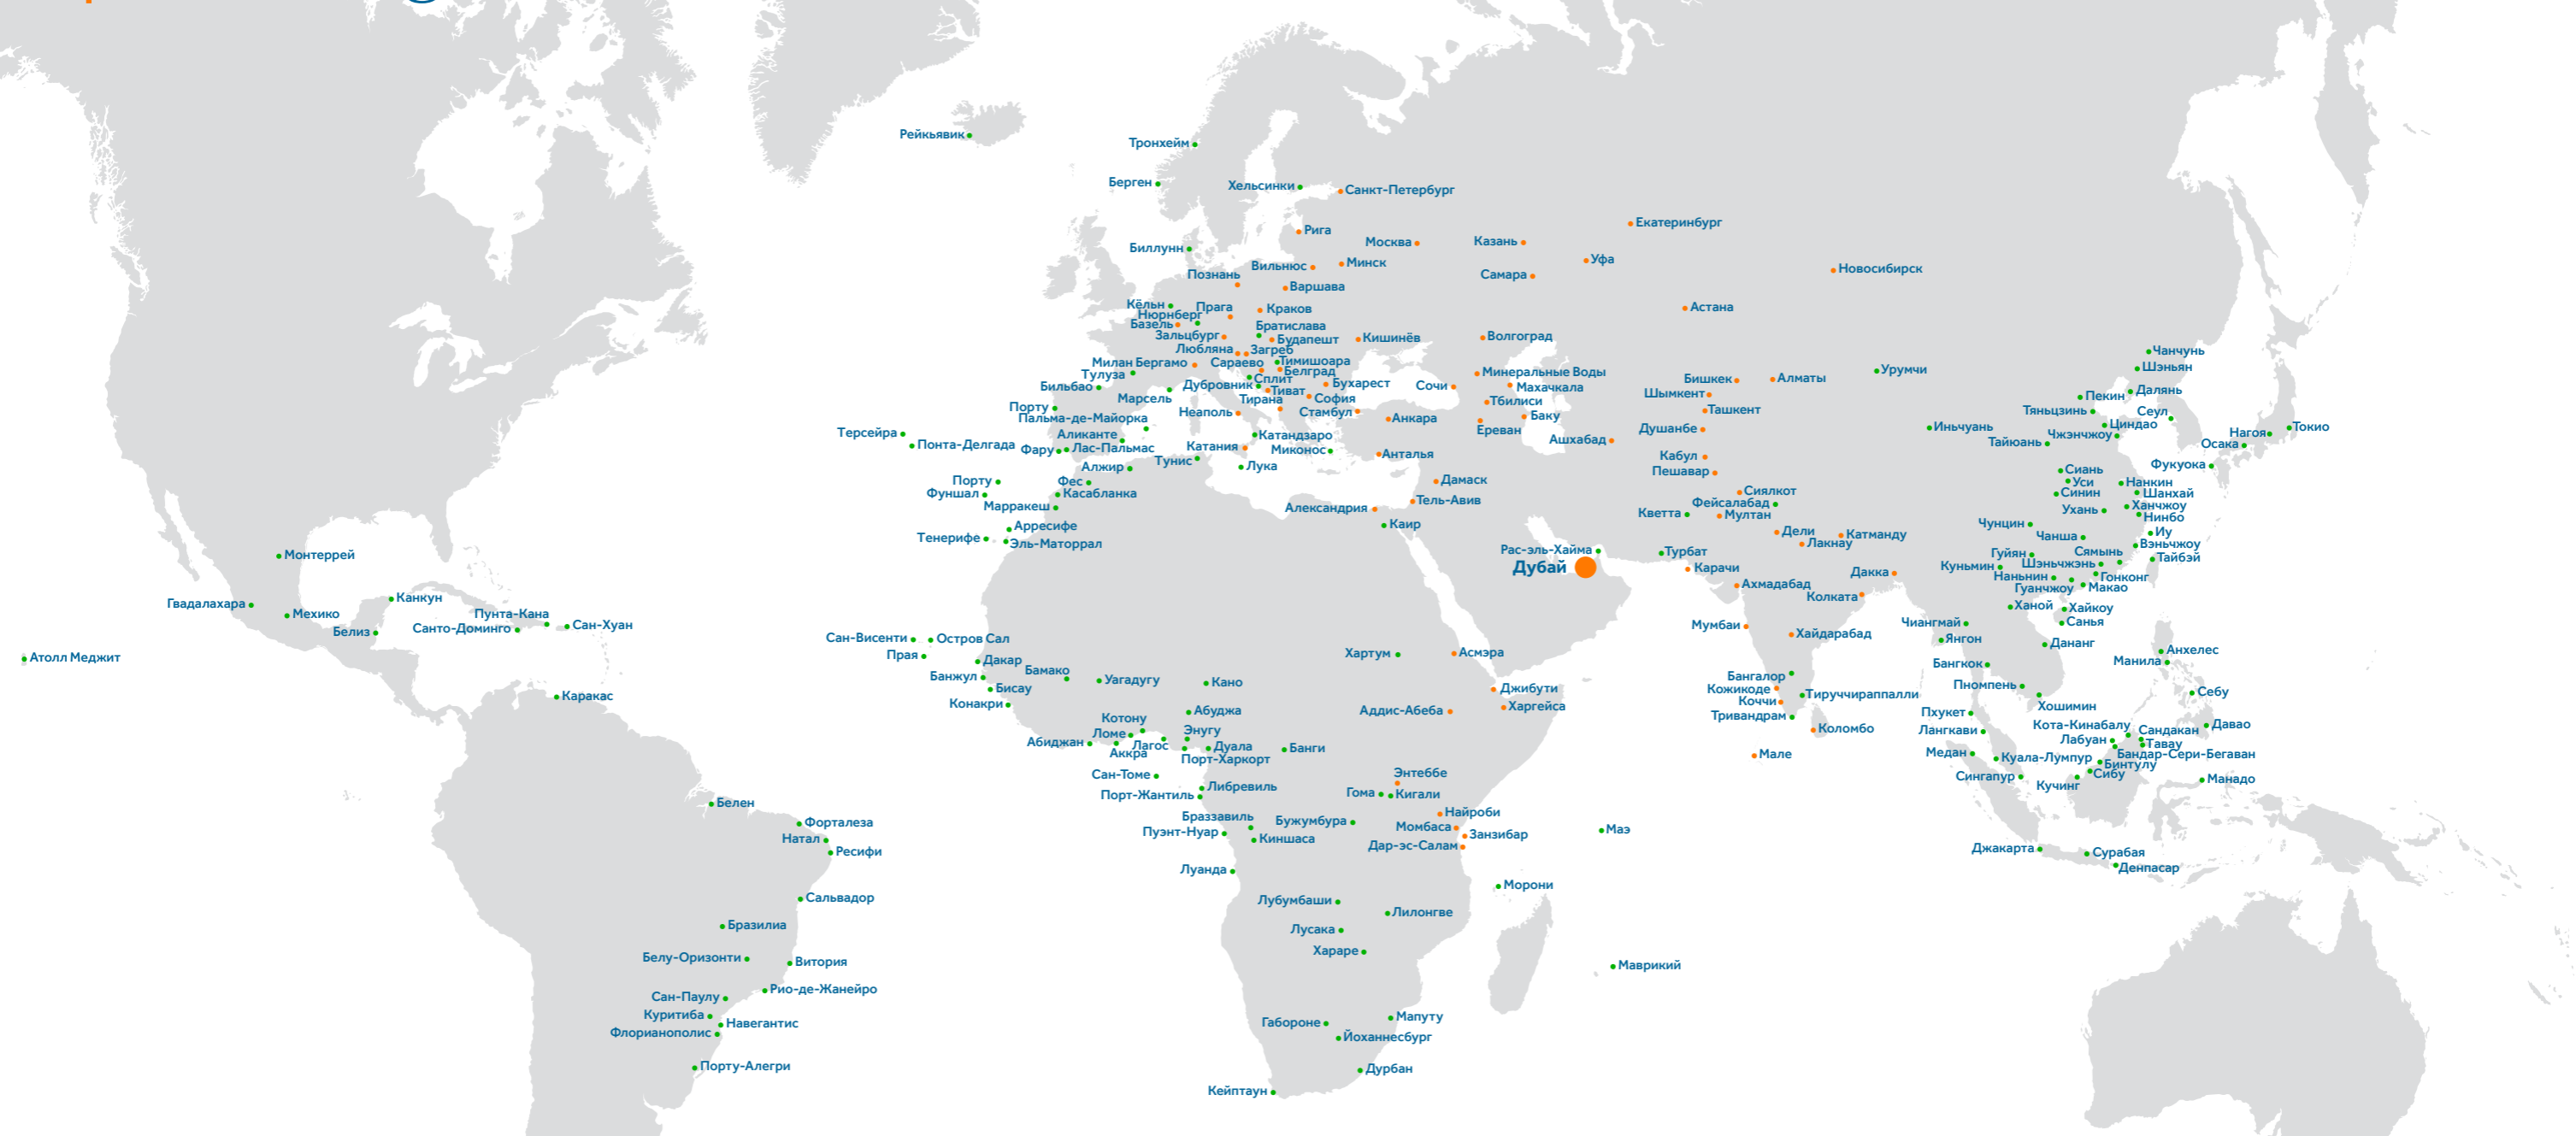 Рейкьявик
Тронхейм
Берген
Хельсинки
Санкт-Петербург
Екатеринбург
Рига
Москва
Казань
Биллунн
Уфа
Вильнюс
Минск
Новосибирск
Познань
Самара
Варшава
Кёльн
Прага
Краков
Астана
Нюрнберг
Базель
Братислава
Зальцбург
Будапешт
Кишинёв
Волгоград
Любляна
Загреб
Чанчунь
Милан Бергамо
Сараево
Тимишоара
Шэньян
Тулуза
Белград
Минеральные Воды
Урумчи
Бильбао
Дубровник
Сплит
Бухарест
Сочи
Махачкала
Бишкек
Алматы
Далянь
Марсель
Тиват
Тирана
София
Тбилиси
Шымкент
Пекин
Порту
Неаполь
Стамбул
Ташкент
Тяньцзинь
Сеул
Пальма-де-Майорка
Анкара
Баку
Циндао
Терсейра
Аликанте
Катандзаро
Ереван
Душанбе
Иньчуань
Чжэнчжоу
Нагоя
Токио
Понта-Делгада
Фару
Лас-Пальмас
Катания
Миконос
Ашхабад
Тайюань
Осака
Алжир
Тунис
Лука
Анталья
Кабул
Фукуока
Пешавар
Сиань
Порту
Фес
Дамаск
Уси
Нанкин
Фуншал
Касабланка
Сиялкот
Синин
Шанхай
Марракеш
Тель-Авив
Фейсалабад
Александрия
Кветта
Мултан
Ухань
Ханчжоу
Нинбо
Арресифе
Каир
Чунцин
Тенерифе
Эль-Маторрал
Дели
Катманду
Чанша
Иу
Лакнау
Вэньчжоу
Монтеррей
Рас-эль-Хайма
Турбат
Гуйян
Сямынь
Тайбэй
Дубай
Карачи
Дакка
Куньмин
Шэньчжэнь
Наньнин
Гонконг
Ахмадабад
Гуанчжоу
Макао
Канкун
Колката
Гвадалахара
Ханой
Хайкоу
Мехико
Пунта-Кана
Белиз
Санто-Доминго
Сан-Хуан
Мумбаи
Чиангмай
Санья
Сан-Висенти
Остров Сал
Хайдарабад
Янгон
Дананг
Атолл Меджит
Прая
Дакар
Хартум
Асмэра
Анхелес
Бангкок
Манила
Банжул
Бамако
Уагадугу
Кано
Бангалор
Бисау
Джибути
Кожикоде
Тируччираппалли
Пномпень
Себу
Каракас
Конакри
Абуджа
Аддис-Абеба
Харгейса
Коччи
Хошимин
Котону
Тривандрам
Пхукет
Ломе
Энугу
Коломбо
Лангкави
Кота-Кинабалу
Давао
Сандакан
Абиджан
Лагос
Дуала
Банги
Лабуан
Тавау
Аккра
Порт-Харкорт
Мале
Медан
Куала-Лумпур
Бандар-Сери-Бегаван
Бинтулу
Сан-Томе
Энтеббе
Сингапур
Сибу
Манадо
Либревиль
Кучинг
Порт-Жантиль
Гома
Кигали
Белен
Найроби
Форталеза
Браззавиль
Бужумбура
Момбаса
Маэ
Натал
Пуэнт-Нуар
Киншаса
Занзибар
Ресифи
Дар-эс-Салам
Джакарта
Сурабая
Денпасар
Луанда
Морони
Сальвадор
Лубумбаши
Лилонгве
Бразилиа
Лусака
Хараре
Белу-Оризонти
Витория
Маврикий
Рио-де-Жанейро
Сан-Паулу
Куритиба
Навегантис
Габороне
Мапуту
Флорианополис
Йоханнесбург
Порту-Алегри
Дурбан
Кейптаун